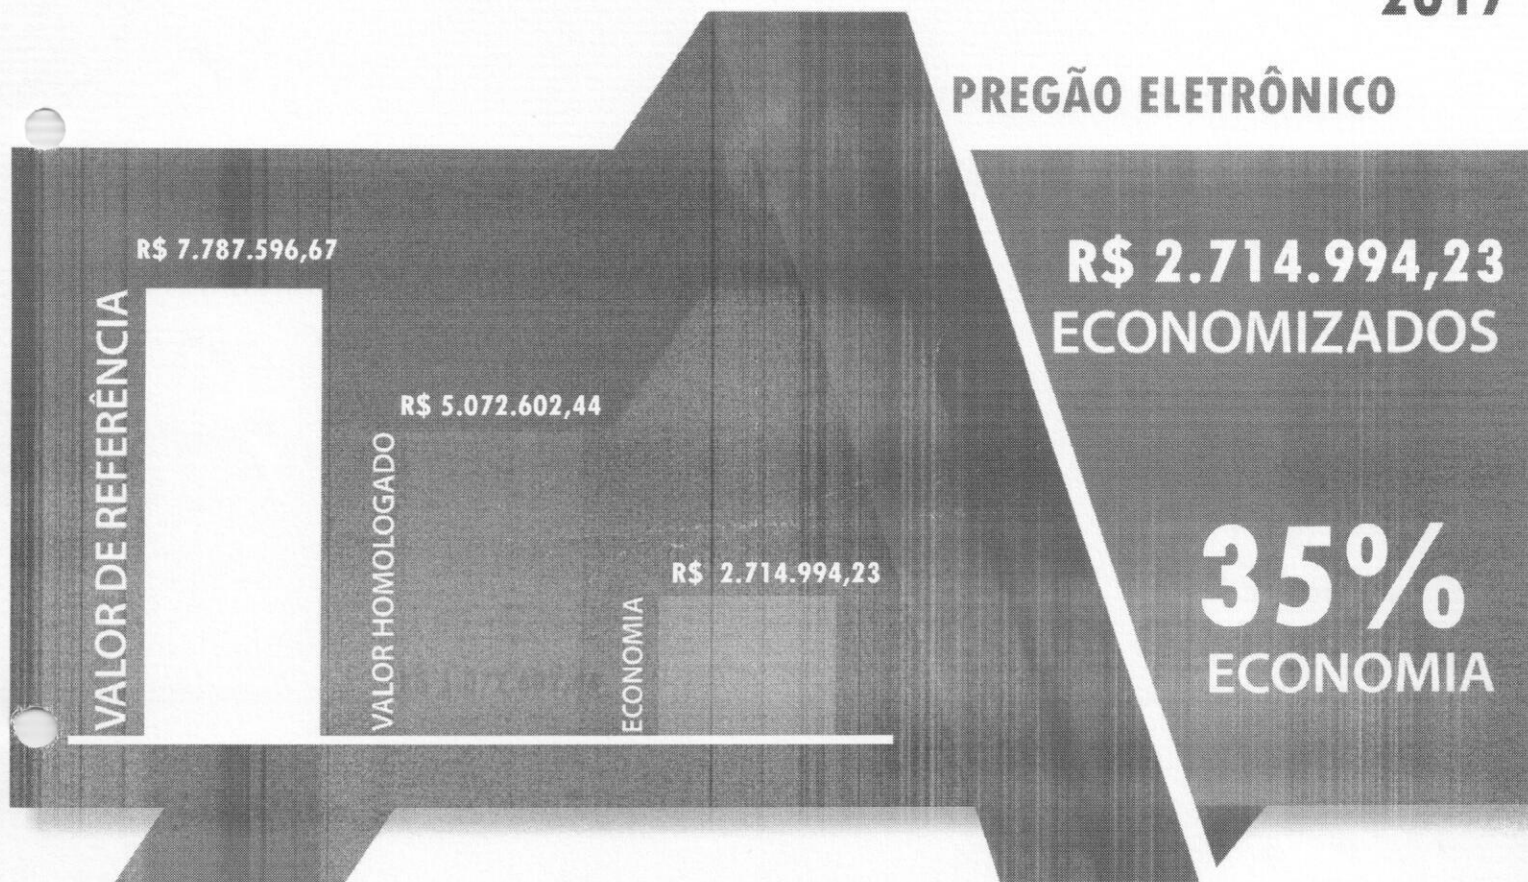 2017
PREGÃO ELETRÔNICO
R$ 7.787.596,67
VALOR DE REFERÊNCIA
R$ 5.072.602,44
VALOR HOMOLOGADO
R$ 2.714.994,23
ECONOMIA
R$ 2.714.994,23
ECONOMIZADOS
35%
ECONOMIA